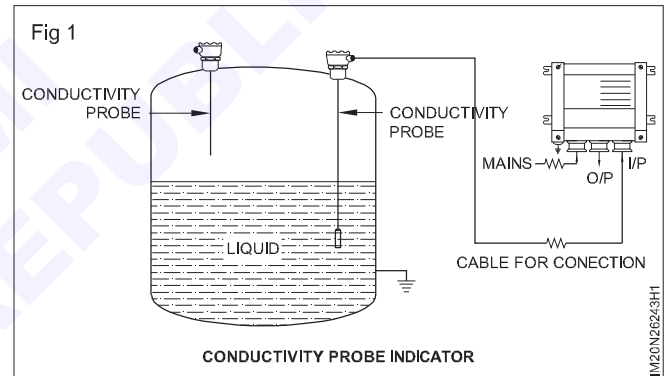 Fig 1
CONDUCTIVITY
PROBE
CONDUCTIVITY
PROBE
MAINS
O/P
I/P
LIQUID
CABLE FOR CONECTION
CONDUCTIVITY PROBE INDICATOR
IM20N26243H1